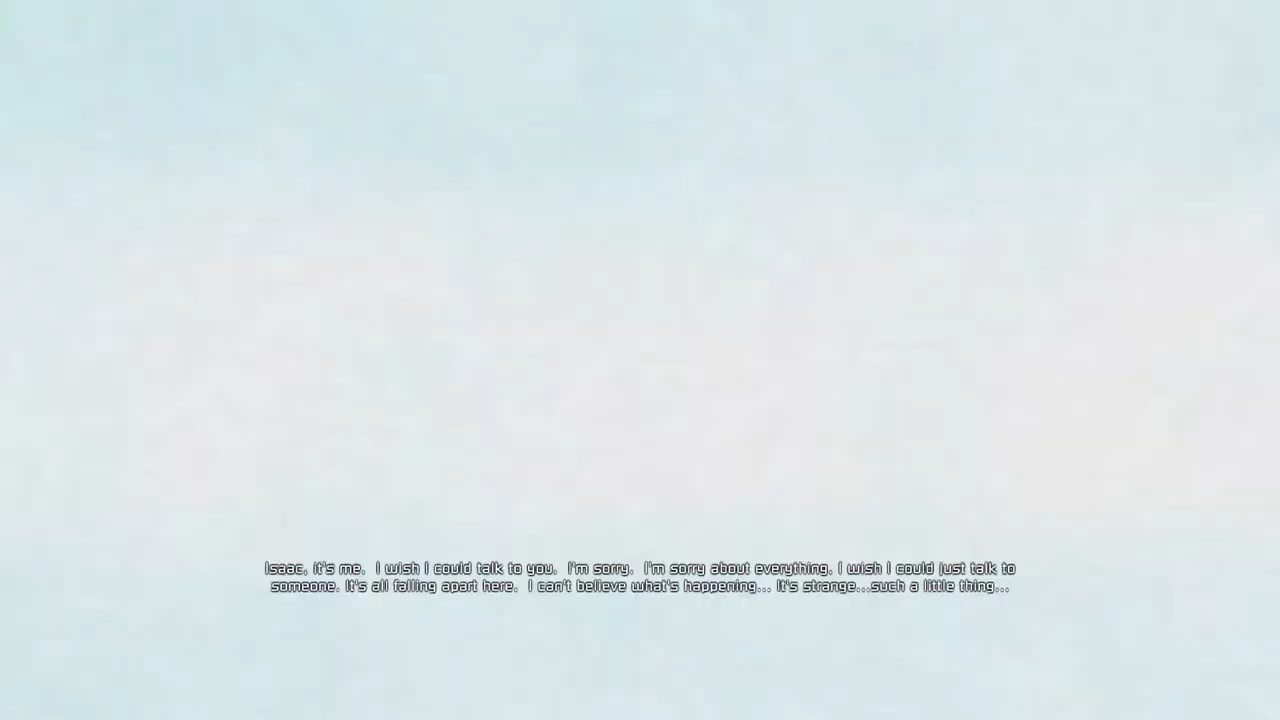 Isaac, it's me.  I wish I could talk to you.  I'm sorry.  I'm sorry about everything. I wish I could just talk to
someone. It's all falling apart here.  I can't believe what's happening... It's strange...such a little thing...